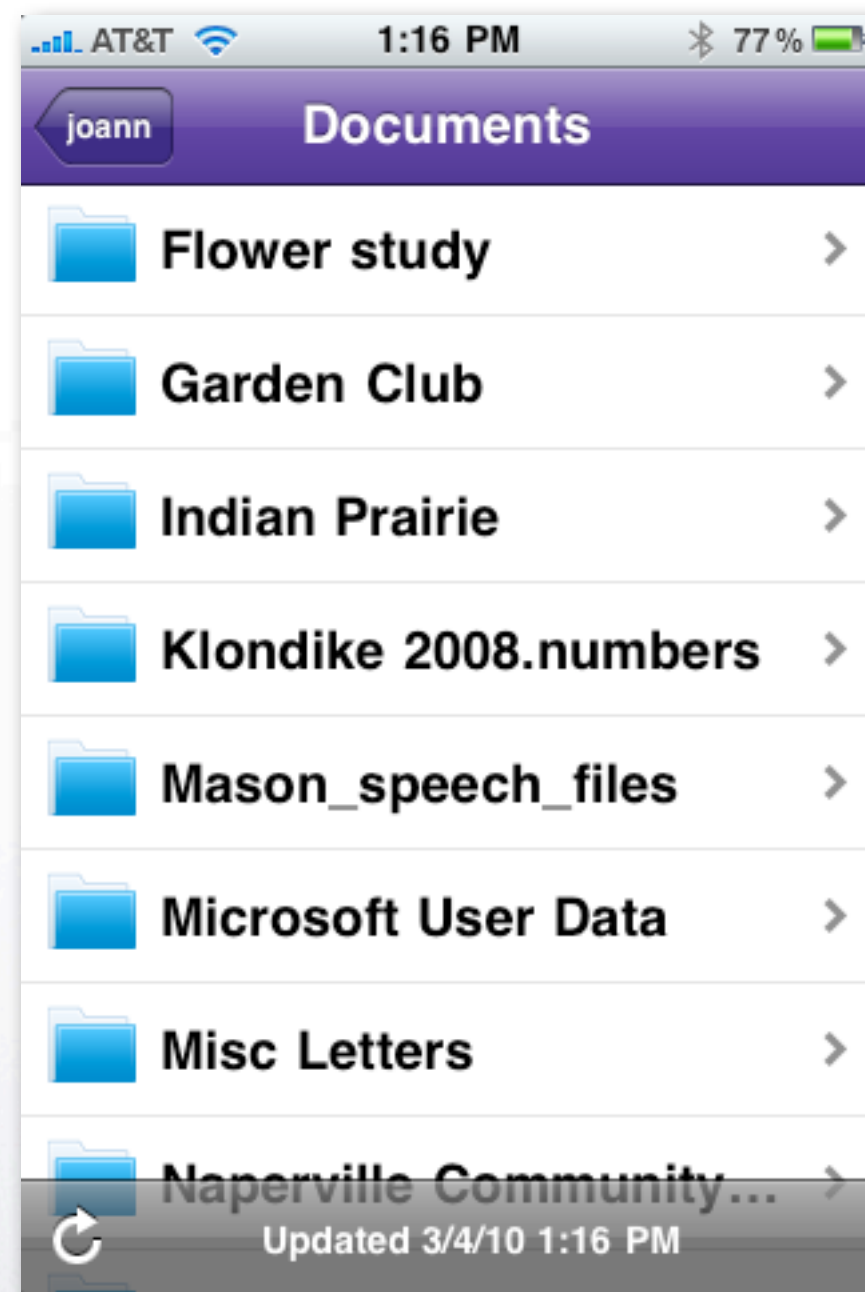 AT&T 1:16 PM 77%
joann Documents
Flower study
Garden Club
Indian Prairie
Klondike 2008.numbers
Mason_speech_files
Microsoft User Data
Misc Letters
Naperville Community...
Updated 3/4/10 1:16 PM